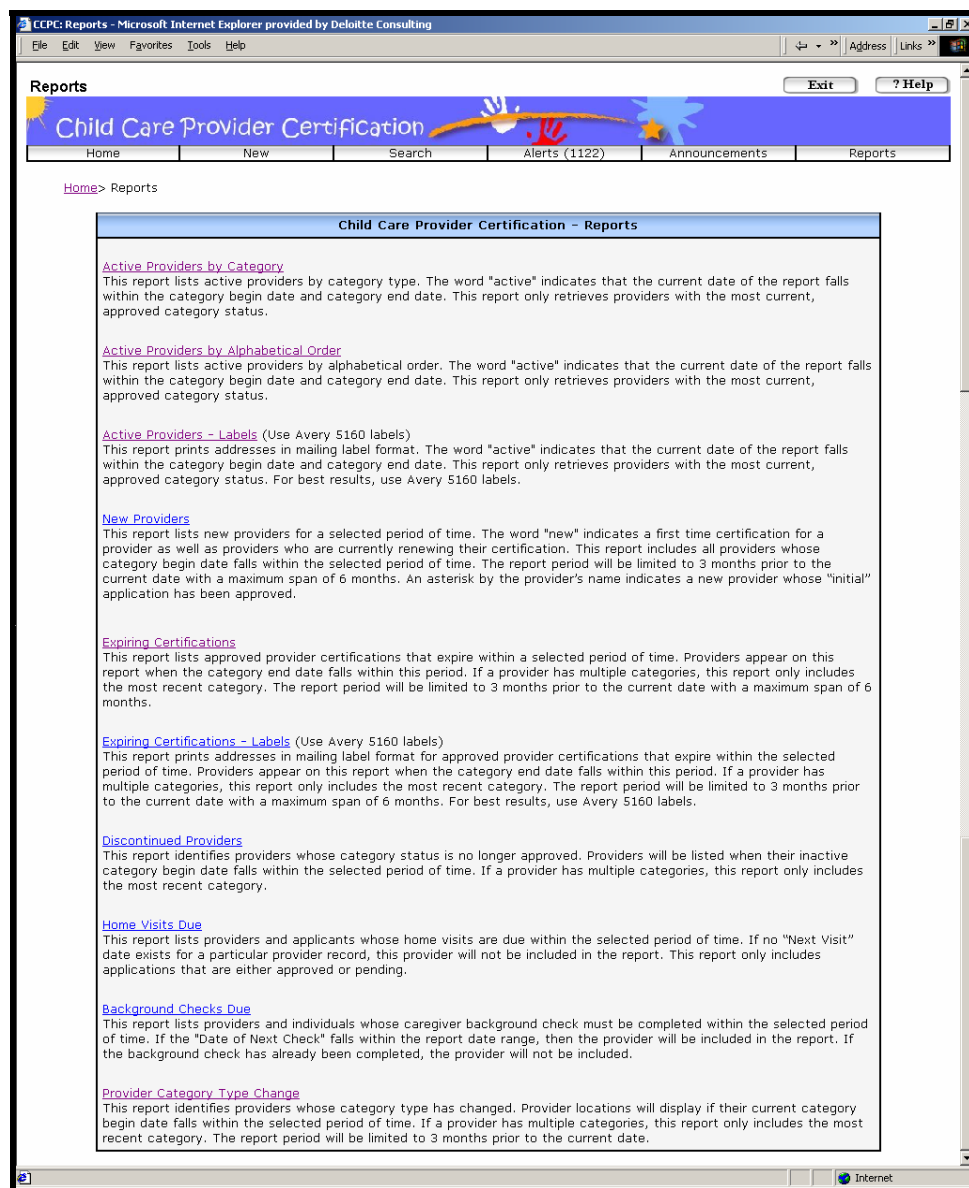 CCPC: Reports - Microsoft Internet Explorer provided by Deloitte Consulting
File Edit View Favorites Tools Help
Address Links »
Reports
Exit ? Help
Child Care Provider Certification
Home New Search Alerts (1122) Announcements Reports
Home> Reports
Child Care Provider Certification - Reports
Active Providers by Category
This report lists active providers by category type. The word "active" indicates that the current date of the report falls
within the category begin date and category end date. This report only retrieves providers with the most current,
approved category status.
Active Providers by Alphabetical Order
This report lists active providers by alphabetical order. The word "active" indicates that the current date of the report falls
within the category begin date and category end date. This report only retrieves providers with the most current,
approved category status.
Active Providers - Labels (Use Avery 5160 labels)
This report prints addresses in mailing label format. The word "active" indicates that the current date of the report falls
within the category begin date and category end date. This report only retrieves providers with the most current,
approved category status. For best results, use Avery 5160 labels.
New Providers
This report lists new providers for a selected period of time. The word "new" indicates a first time certification for a
provider as well as providers who are currently renewing their certification. This report includes all providers whose
category begin date falls within the selected period of time. The report period will be limited to 3 months prior to the
current date with a maximum span of 6 months. An asterisk by the provider's name indicates a new provider whose "initial"
application has been approved.
Expiring Certifications
This report lists approved provider certifications that expire within a selected period of time. Providers appear on this
report when the category end date falls within this period. If a provider has multiple categories, this report only includes
the most recent category. The report period will be limited to 3 months prior to the current date with a maximum span of 6
months.
Expiring Certifications - Labels (Use Avery 5160 labels)
This report prints addresses in mailing label format for approved provider certifications that expire within the selected
period of time. Providers appear on this report when the category end date falls within this period. If a provider has
multiple categories, this report only includes the most recent category. The report period will be limited to 3 months prior
to the current date with a maximum span of 6 months. For best results, use Avery 5160 labels.
Discontinued Providers
This report identifies providers whose category status is no longer approved. Providers will be listed when their inactive
category begin date falls within the selected period of time. If a provider has multiple categories, this report only includes
the most recent category.
Home Visits Due
This report lists providers and applicants whose home visits are due within the selected period of time. If no "Next Visit"
date exists for a particular provider record, this provider will not be included in the report. This report only includes
applications that are either approved or pending.
Background Checks Due
This report lists providers and individuals whose caregiver background check must be completed within the selected period
of time. If the "Date of Next Check" falls within the report date range, then the provider will be included in the report. If
the background check has already been completed, the provider will not be included.
Provider Category Type Change
This report identifies providers whose category type has changed. Provider locations will display if their current category
begin date falls within the selected period of time. If a provider has multiple categories, this report only includes the most
recent category. The report period will be limited to 3 months prior to the current date.
Internet